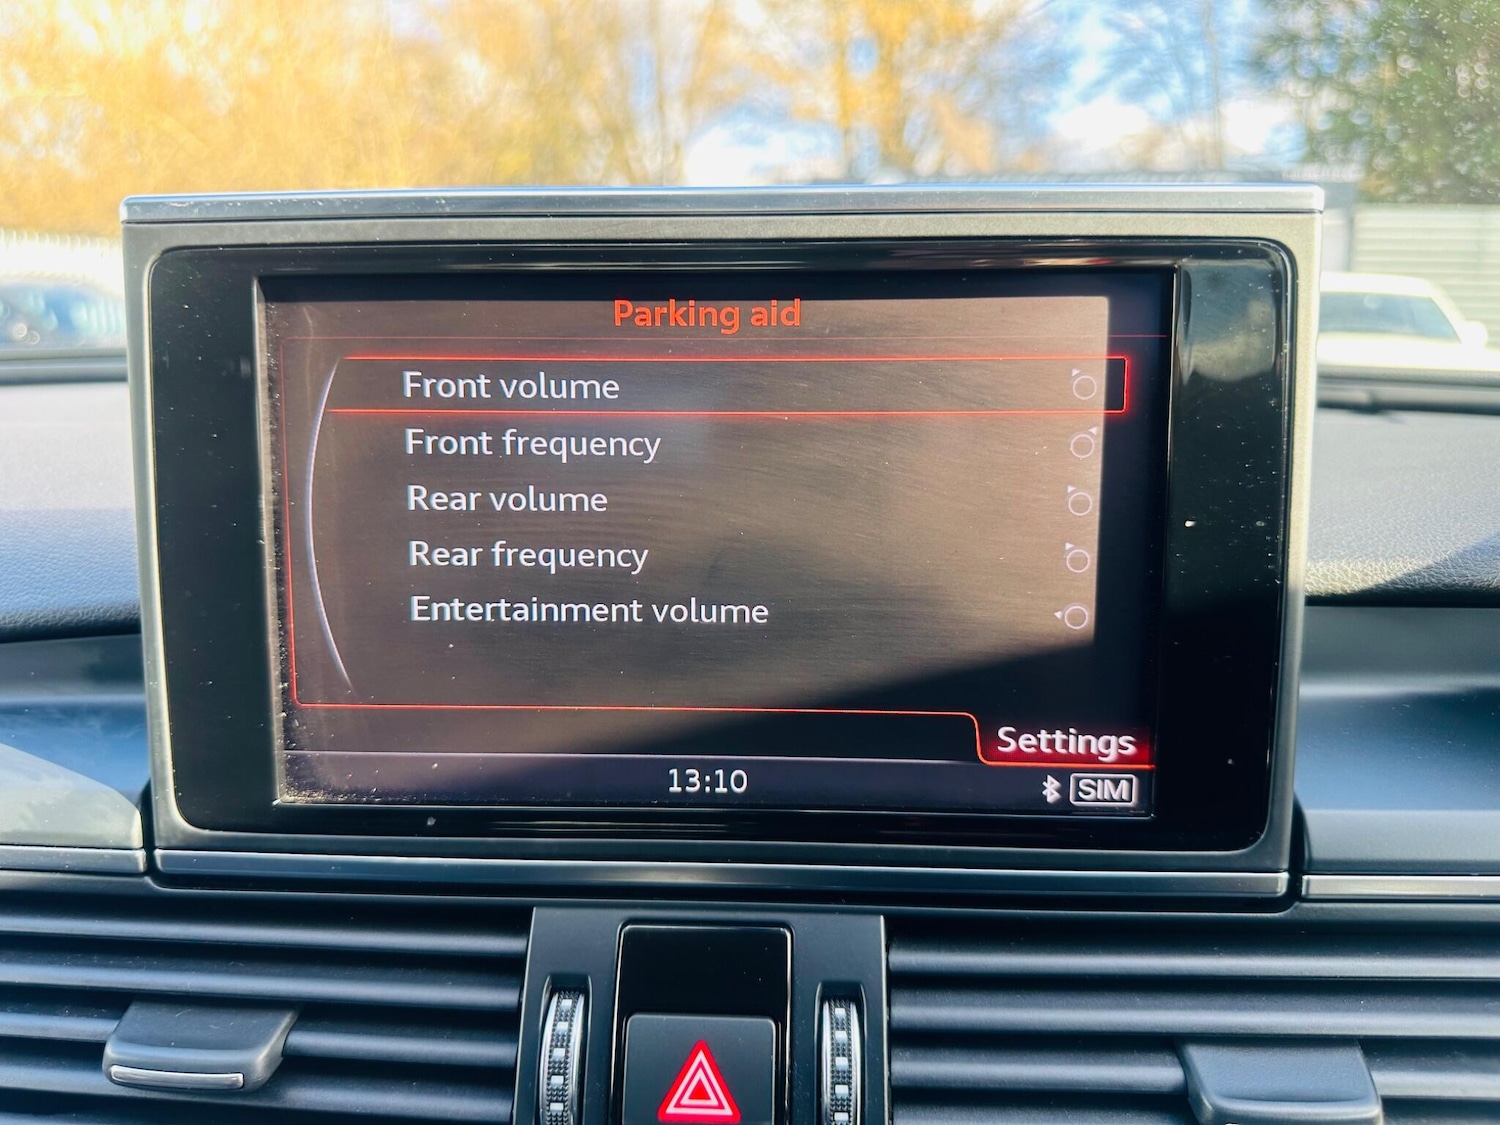 Parking aid
Front volume
Front frequency
Rear volume
Rear frequency
Entertainment volume
Settings
13:10
SIM